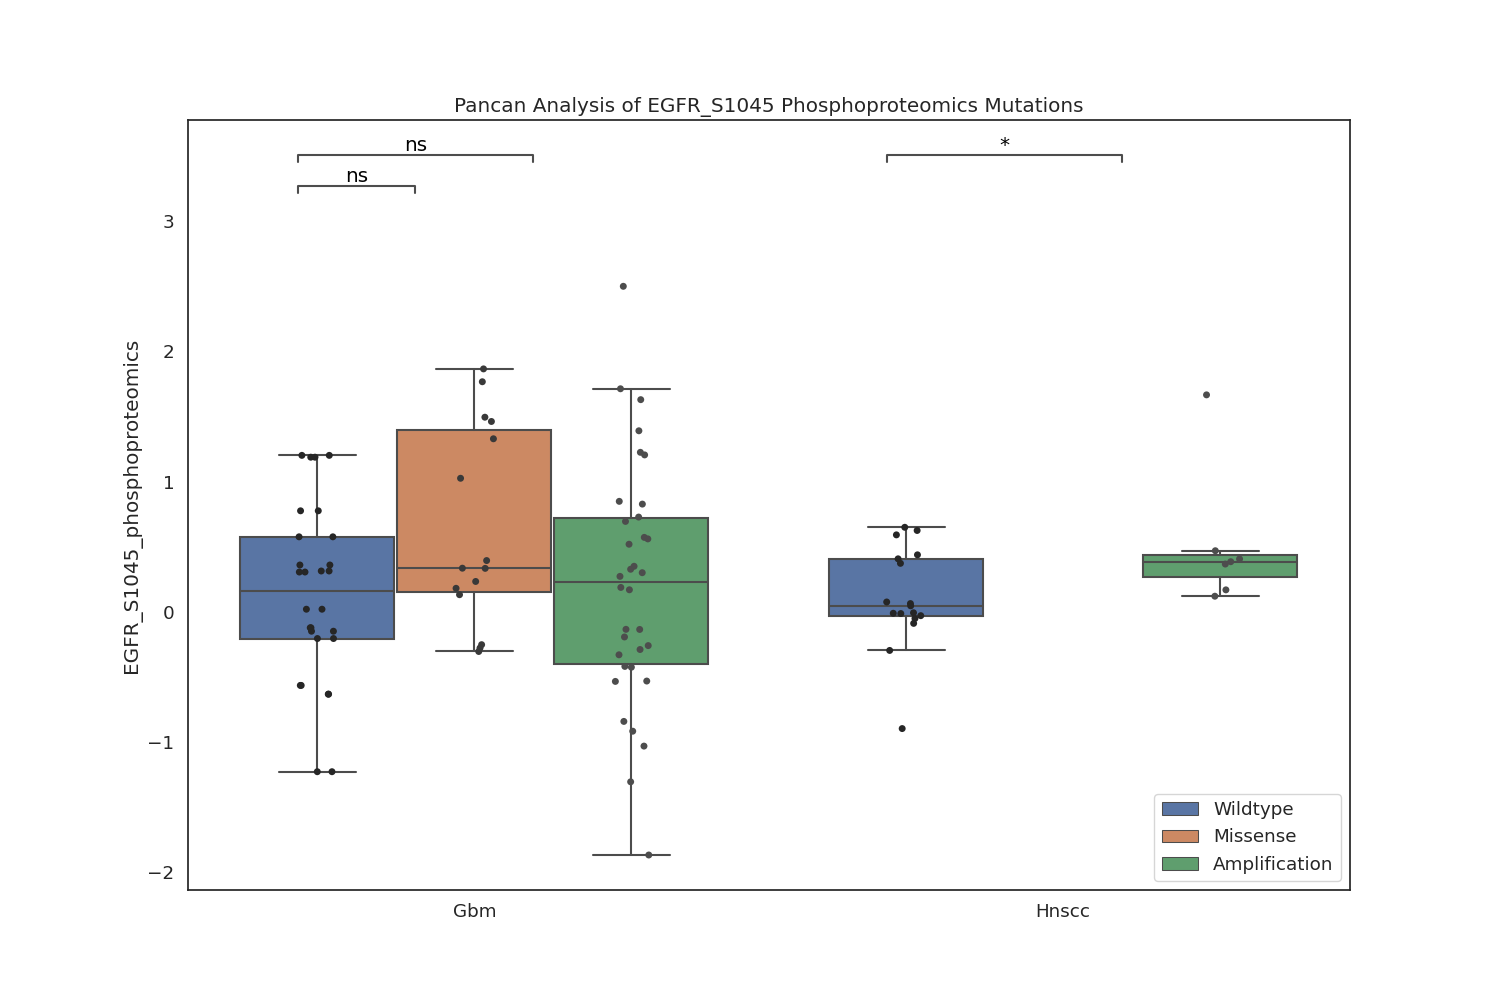 Pancan Analysis of EGFR_S1045 Phosphoproteomics Mutations
ns
*
ns
3
2
1
0
−1
−2
EGFR_S1045_phosphoproteomics
Wildtype
Missense
Amplification
Gbm
Hnscc